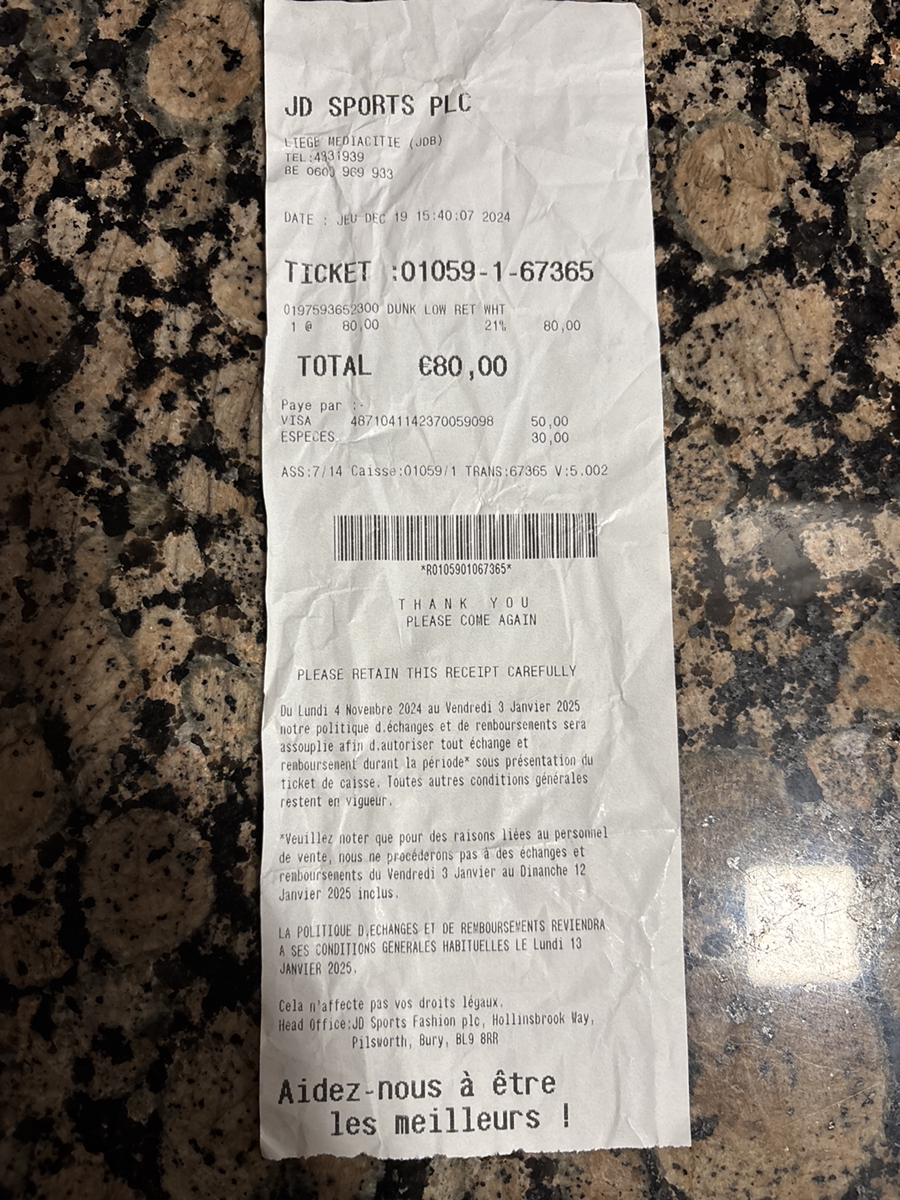 JD SPORTS PLC
LIEGE MEDIACITIE (JDB)
TEL:4331939
BE 0600 969 933
DATE : JEU DEC 19 15:40:07 2024
TICKET :01059-1-67365
0197593652300 DUNK LOW RET WHT
1 @ 80,00 21% 80,00
TOTAL €80,00
Paye par :-
VISA 4871041142370059098 50,00
ESPECES 30,00
ASS:7/14 Caisse:01059/1 TRANS:67365 V:5.002
*R0105901067365*
THANK YOU
PLEASE COME AGAIN
PLEASE RETAIN THIS RECEIPT CAREFULLY
Du Lundi 4 Novembre 2024 au Vendredi 3 Janvier 2025
notre politique d.échanges et de remboursements sera
assouplie afin d.autoriser tout échange et
remboursement durant la période* sous présentation du
ticket de caisse. Toutes autres conditions générales
restent en vigueur.
*Veuillez noter que pour des raisons liées au personnel
de vente, nous ne procéderons pas à des échanges et
remboursements du Vendredi 3 Janvier au Dimanche 12
Janvier 2025 inclus.
LA POLITIQUE D.ECHANGES ET DE REMBOURSEMENTS REVIENDRA
A SES CONDITIONS GENERALES HABITUELLES LE Lundi 13
JANVIER 2025.
Cela n'affecte pas vos droits légaux.
Head Office:JD Sports Fashion plc, Hollinsbrook Way,
Pilsworth, Bury, BL9 8RR
Aidez-nous à être
les meilleurs !